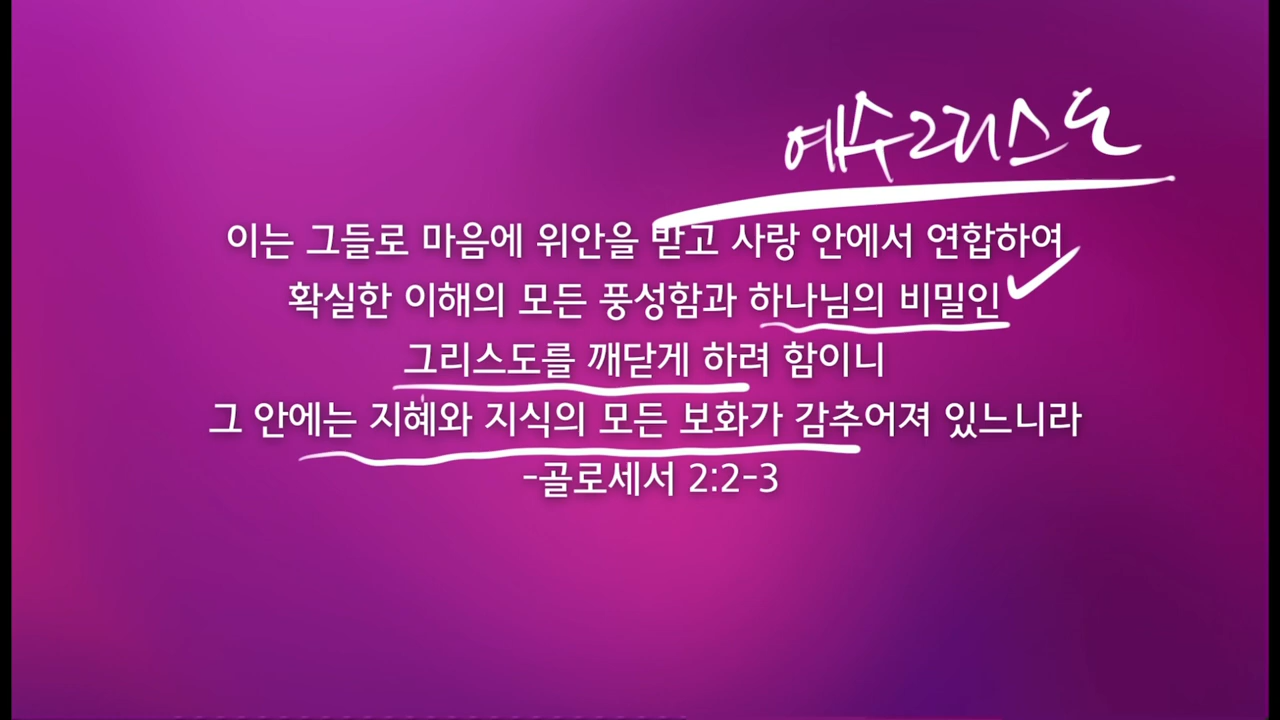 예수그리스도
이는 그들로 마음에 위안을 받고 사랑 안에서 연합하여
확실한 이해의 모든 풍성함과 하나님의 비밀인
그리스도를 깨닫게 하려 함이니
그 안에는 지혜와 지식의 모든 보화가 감추어져 있느니라
-골로세서 2:2-3